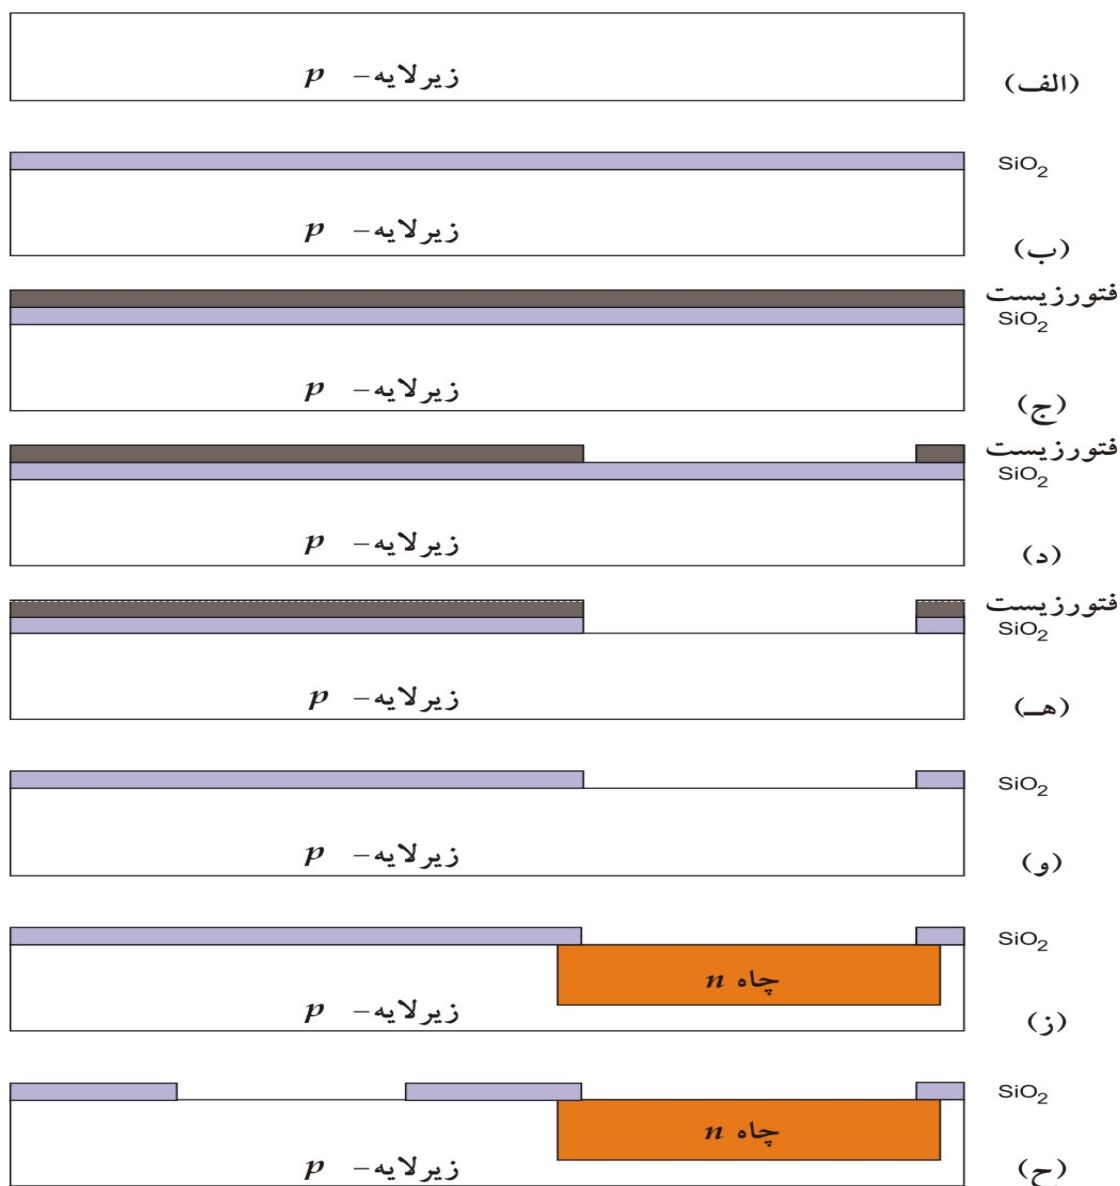 زیرلایه – p
(الف)
SiO2
زیرلایه – p
(ب)
فتورزیست
SiO2
زیرلایه – p
(ج)
فتورزیست
SiO2
زیرلایه – p
(د)
فتورزیست
SiO2
زیرلایه – p
(هـ)
SiO2
زیرلایه – p
(و)
SiO2
چاه n
زیرلایه – p
(ز)
SiO2
چاه n
زیرلایه – p
(ح)